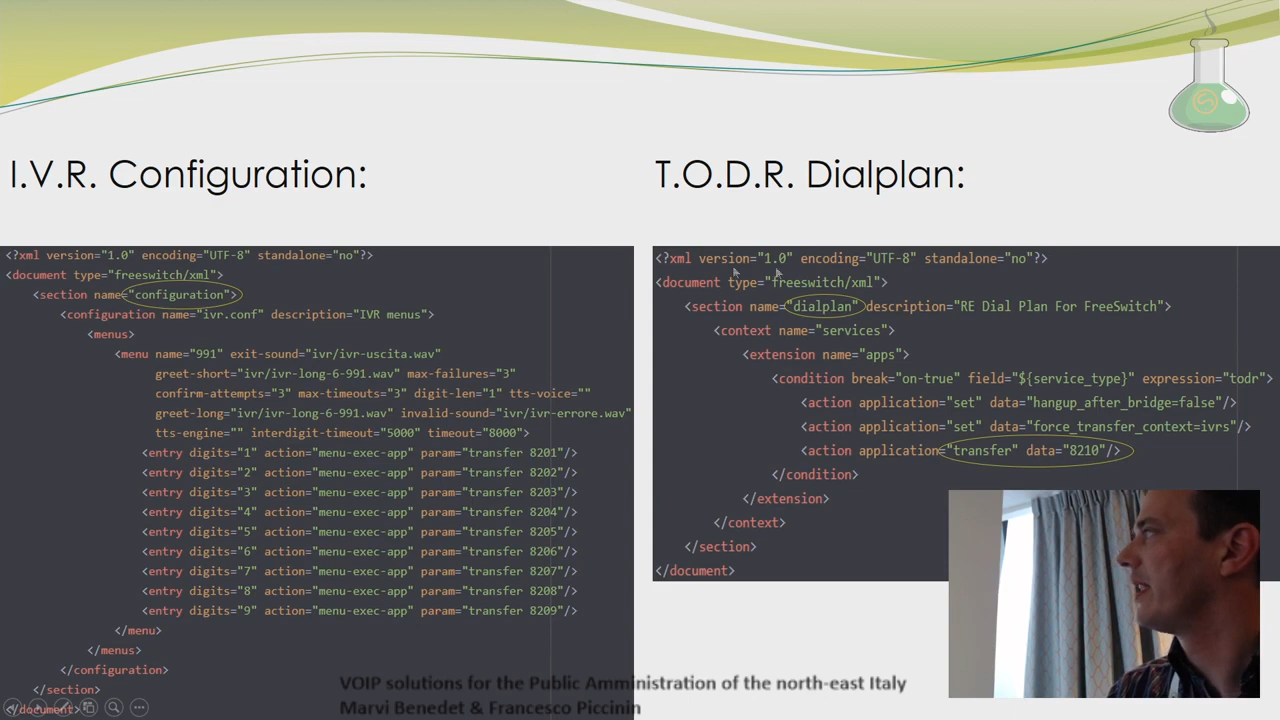 I.V.R. Configuration:
<?xml version="1.0" encoding="UTF-8" standalone="no"?>
<document type="freeswitch/xml">
<section name="configuration">
<configuration name="ivr.conf" description="IVR menus">
<menus>
<menu name="991" exit-sound="ivr/ivr-uscita.wav"
greet-short="ivr/ivr-long-6-991.wav" max-failures="3"
confirm-attempts="3" max-timeouts="3" digit-len="1" tts-voice=""
greet-long="ivr/ivr-long-6-991.wav" invalid-sound="ivr/ivr-errore.wav"
tts-engine="" interdigit-timeout="5000" timeout="8000">
<entry digits="1" action="menu-exec-app" param="transfer 8201"/>
<entry digits="2" action="menu-exec-app" param="transfer 8202"/>
<entry digits="3" action="menu-exec-app" param="transfer 8203"/>
<entry digits="4" action="menu-exec-app" param="transfer 8204"/>
<entry digits="5" action="menu-exec-app" param="transfer 8205"/>
<entry digits="6" action="menu-exec-app" param="transfer 8206"/>
<entry digits="7" action="menu-exec-app" param="transfer 8207"/>
<entry digits="8" action="menu-exec-app" param="transfer 8208"/>
<entry digits="9" action="menu-exec-app" param="transfer 8209"/>
</menu>
</menus>
</configuration>
</section>
</document>
T.O.D.R. Dialplan:
<?xml version="1.0" encoding="UTF-8" standalone="no"?>
<document type="freeswitch/xml">
<section name="dialplan" description="RE Dial Plan For FreeSwitch">
<context name="services">
<extension name="apps">
<condition break="on-true" field="${service_type}" expression="todr">
<action application="set" data="hangup_after_bridge=false"/>
<action application="set" data="force_transfer_context=ivrs"/>
<action application="transfer" data="8210"/>
</condition>
</extension>
</context>
</section>
</document>
VOIP solutions for the Public Amministration of the north-east Italy
Marvi Benedet & Francesco Piccinin